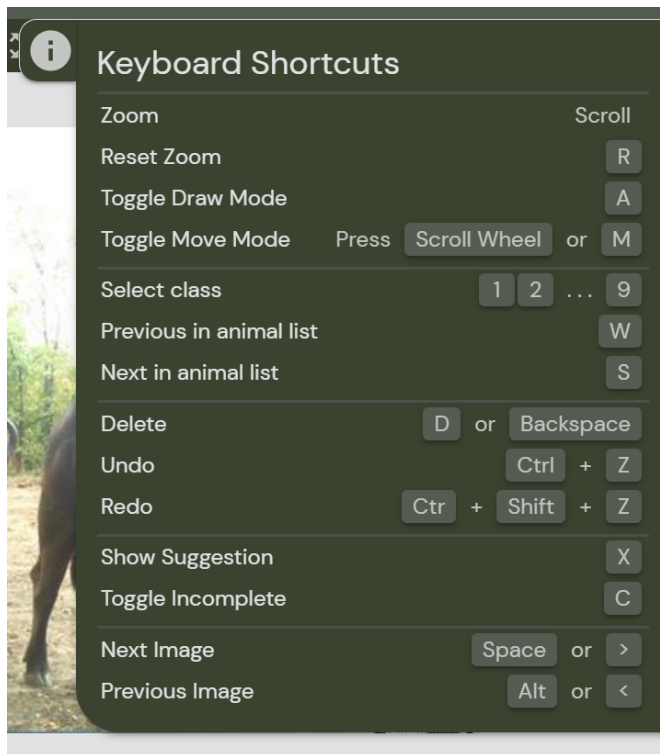 Keyboard Shortcuts
Zoom Scroll
Reset Zoom R
Toggle Draw Mode A
Toggle Move Mode Press Scroll Wheel or M
Select class 1 2 ... 9
Previous in animal list W
Next in animal list S
Delete D or Backspace
Undo Ctrl + Z
Redo Ctr + Shift + Z
Show Suggestion X
Toggle Incomplete C
Next Image Space or >
Previous Image Alt or <